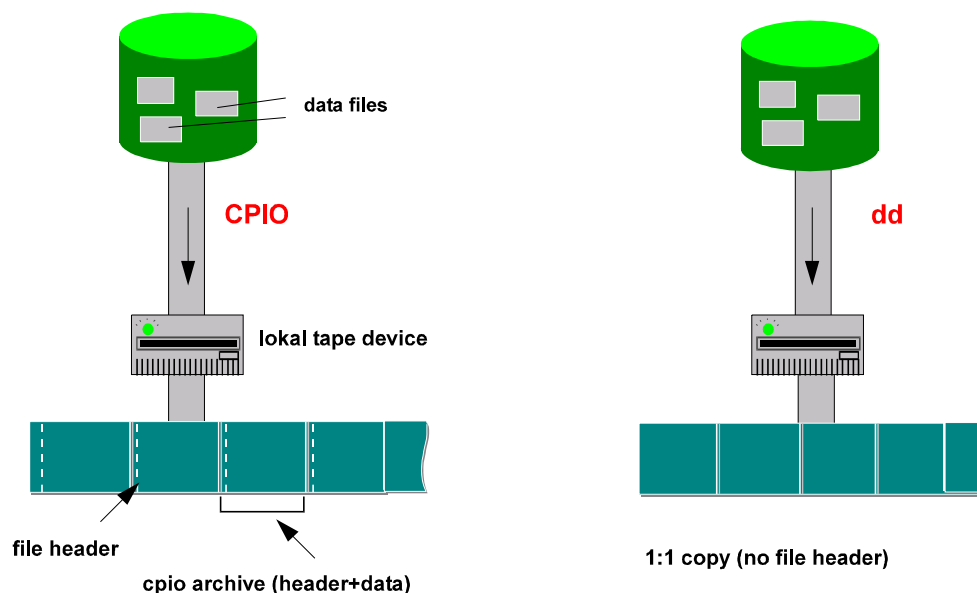 data files
CPIO
dd
lokal tape device
file header
1:1 copy (no file header)
cpio archive (header+data)